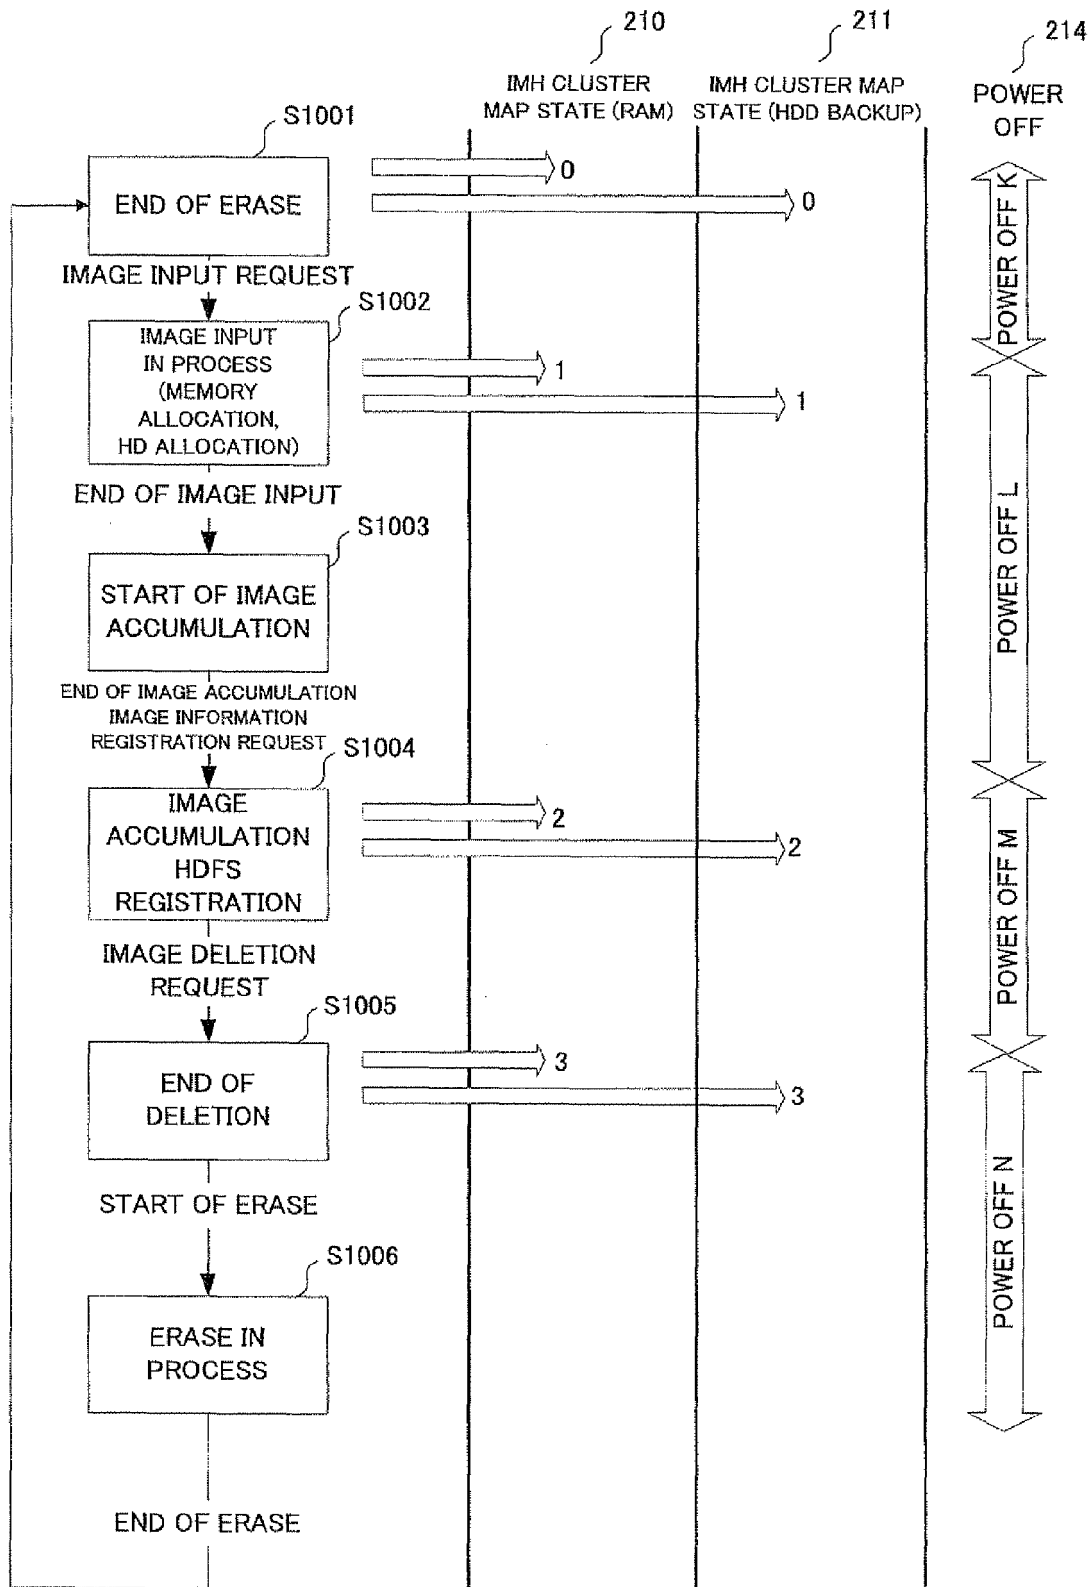 210
211
214
IMH CLUSTER
MAP STATE (RAM)
IMH CLUSTER MAP
STATE (HDD BACKUP)
POWER
OFF
S1001
END OF ERASE
0
0
POWER OFF K
IMAGE INPUT REQUEST
S1002
IMAGE INPUT
IN PROCESS
(MEMORY
ALLOCATION,
HD ALLOCATION)
1
1
END OF IMAGE INPUT
POWER OFF L
S1003
START OF IMAGE
ACCUMULATION
END OF IMAGE ACCUMULATION
IMAGE INFORMATION
REGISTRATION REQUEST
S1004
IMAGE
ACCUMULATION
HDFS
REGISTRATION
2
2
POWER OFF M
IMAGE DELETION
REQUEST
S1005
END OF
DELETION
3
3
START OF ERASE
POWER OFF N
S1006
ERASE IN
PROCESS
END OF ERASE